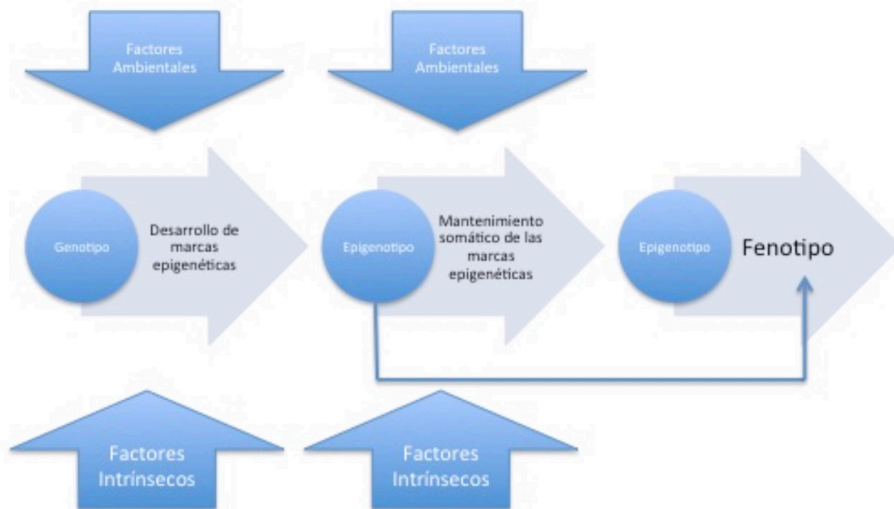 Factores
Ambientales
Factores
Ambientales
Genotipo
Desarrollo de
marcas
epigenéticas
Epigenotipo
Mantenimiento
somático de las
marcas
epigenéticas
Epigenotipo
Fenotipo
Factores
Intrínsecos
Factores
Intrínsecos